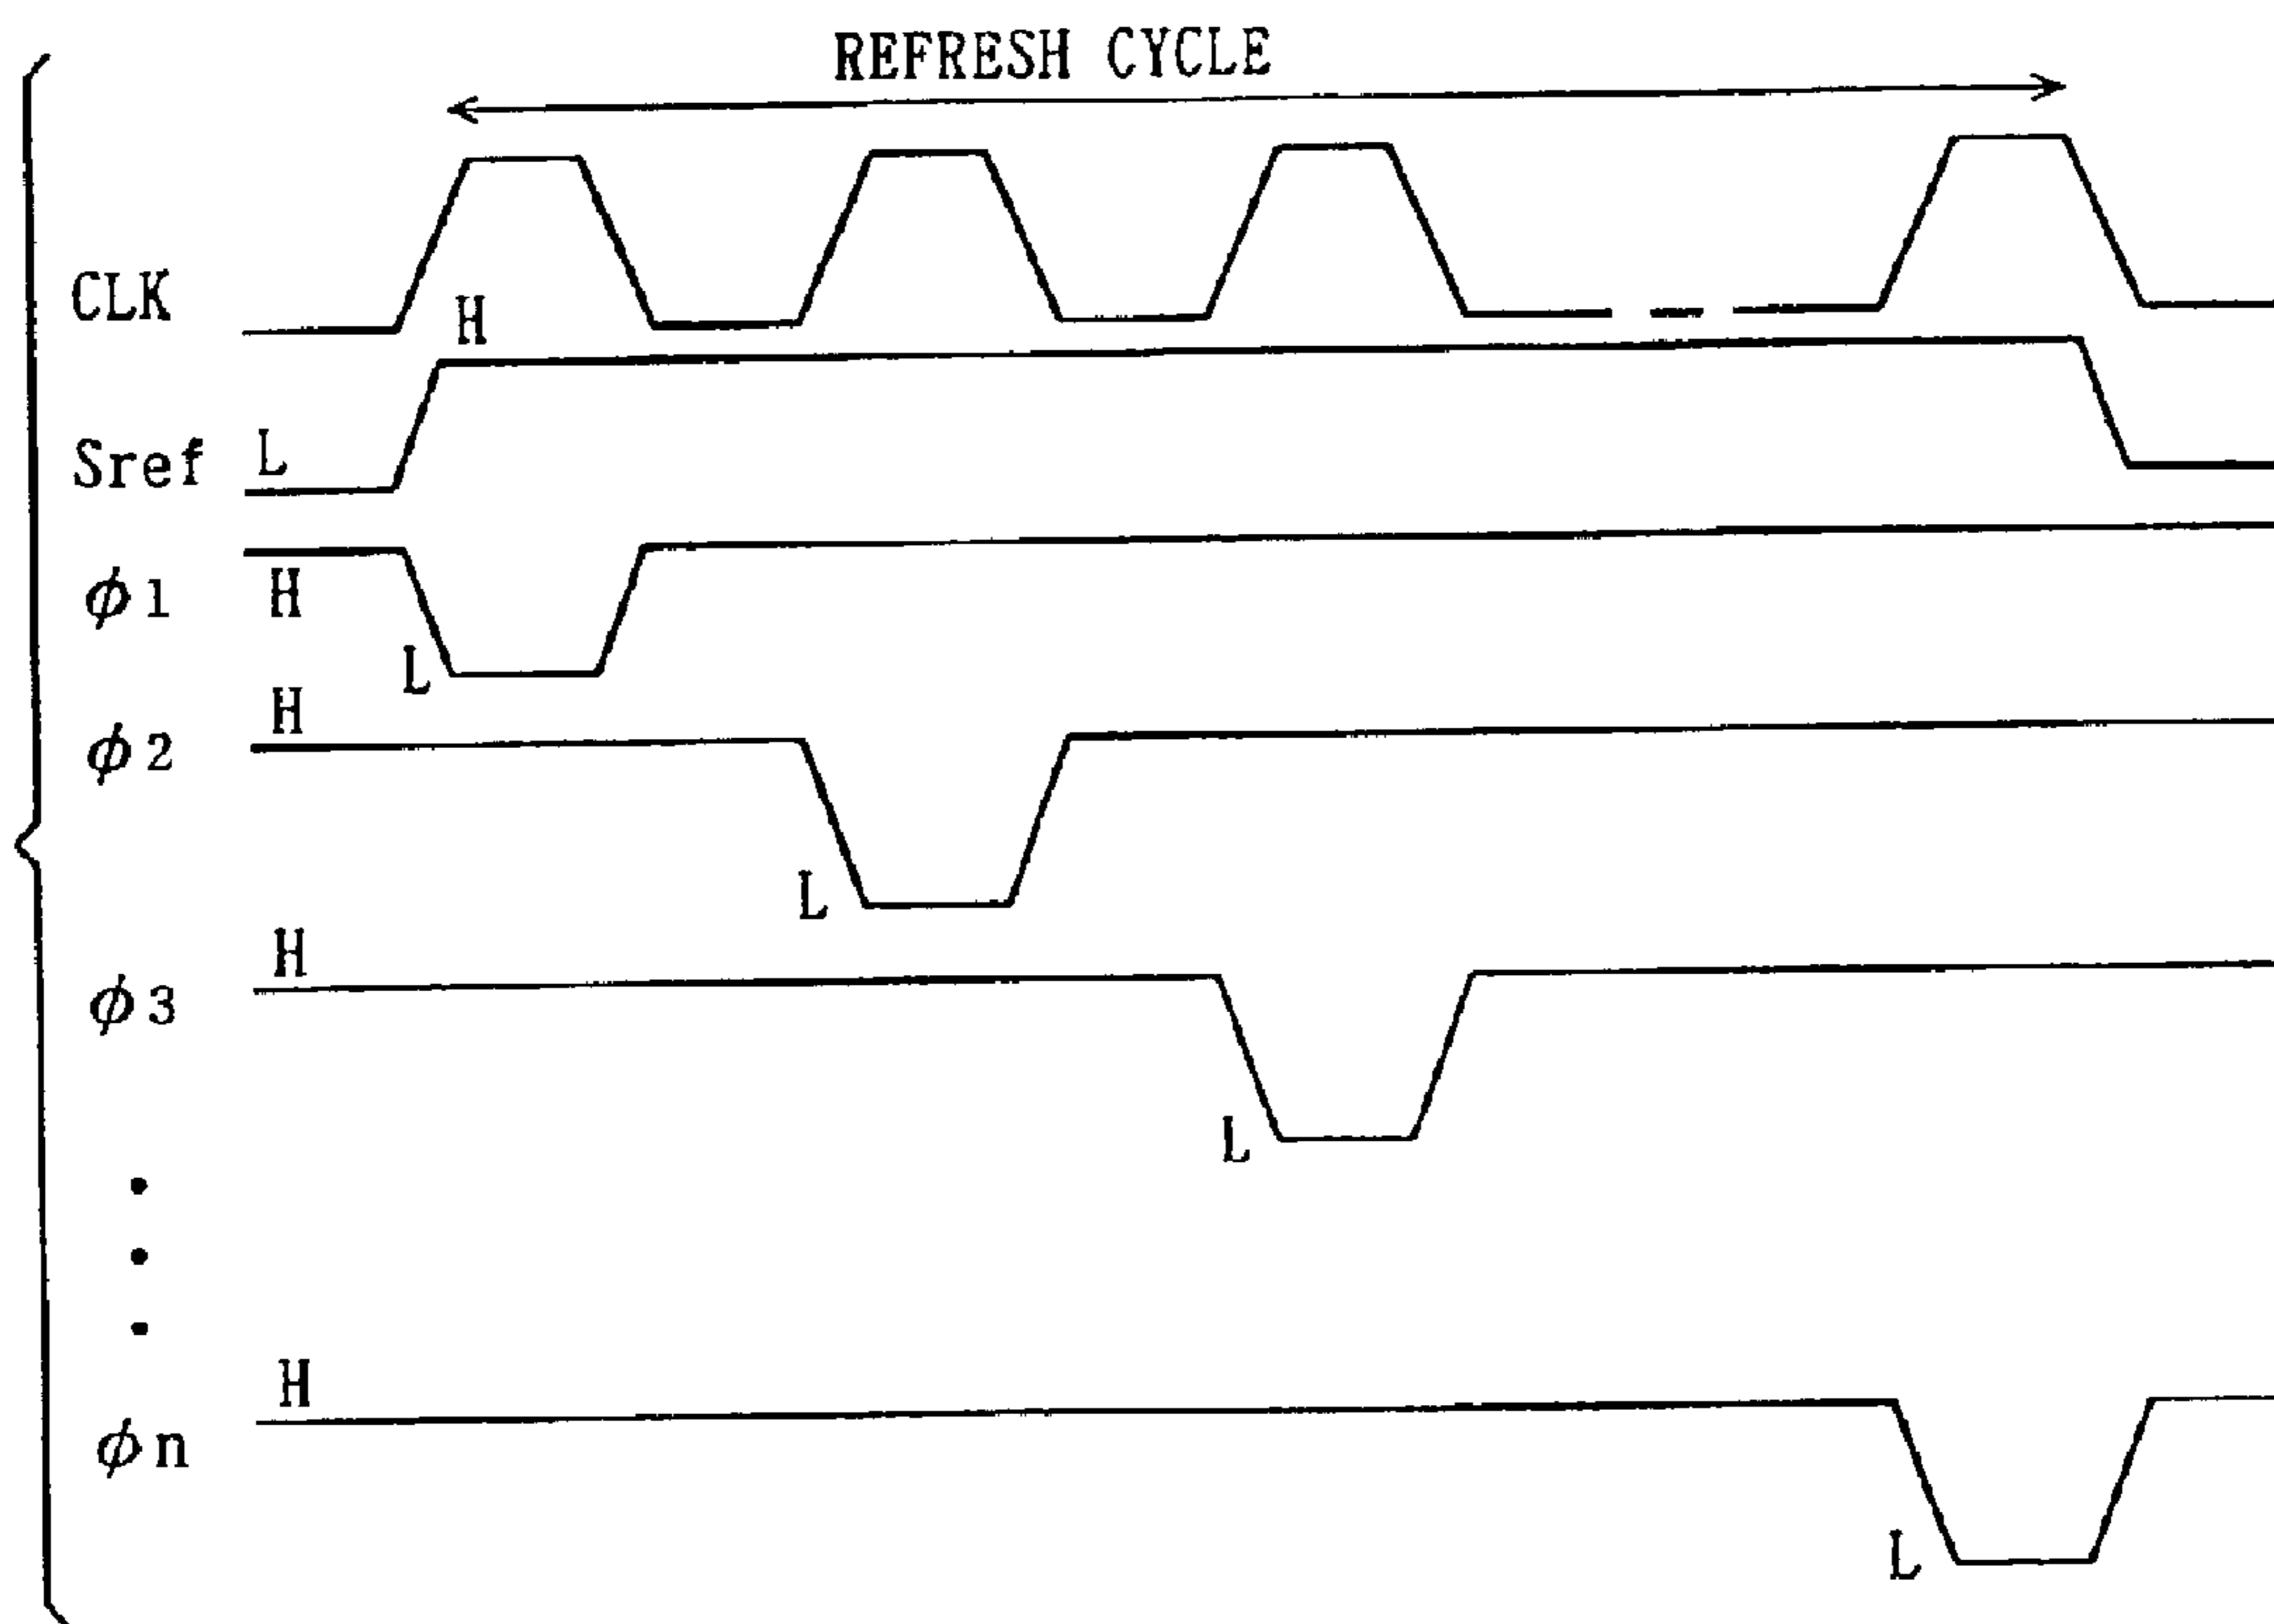 REFRESH CYCLE
CLK
H
Sref L
ϕ1 H
L
H
ϕ2
L
H
ϕ3
L
H
ϕn
L